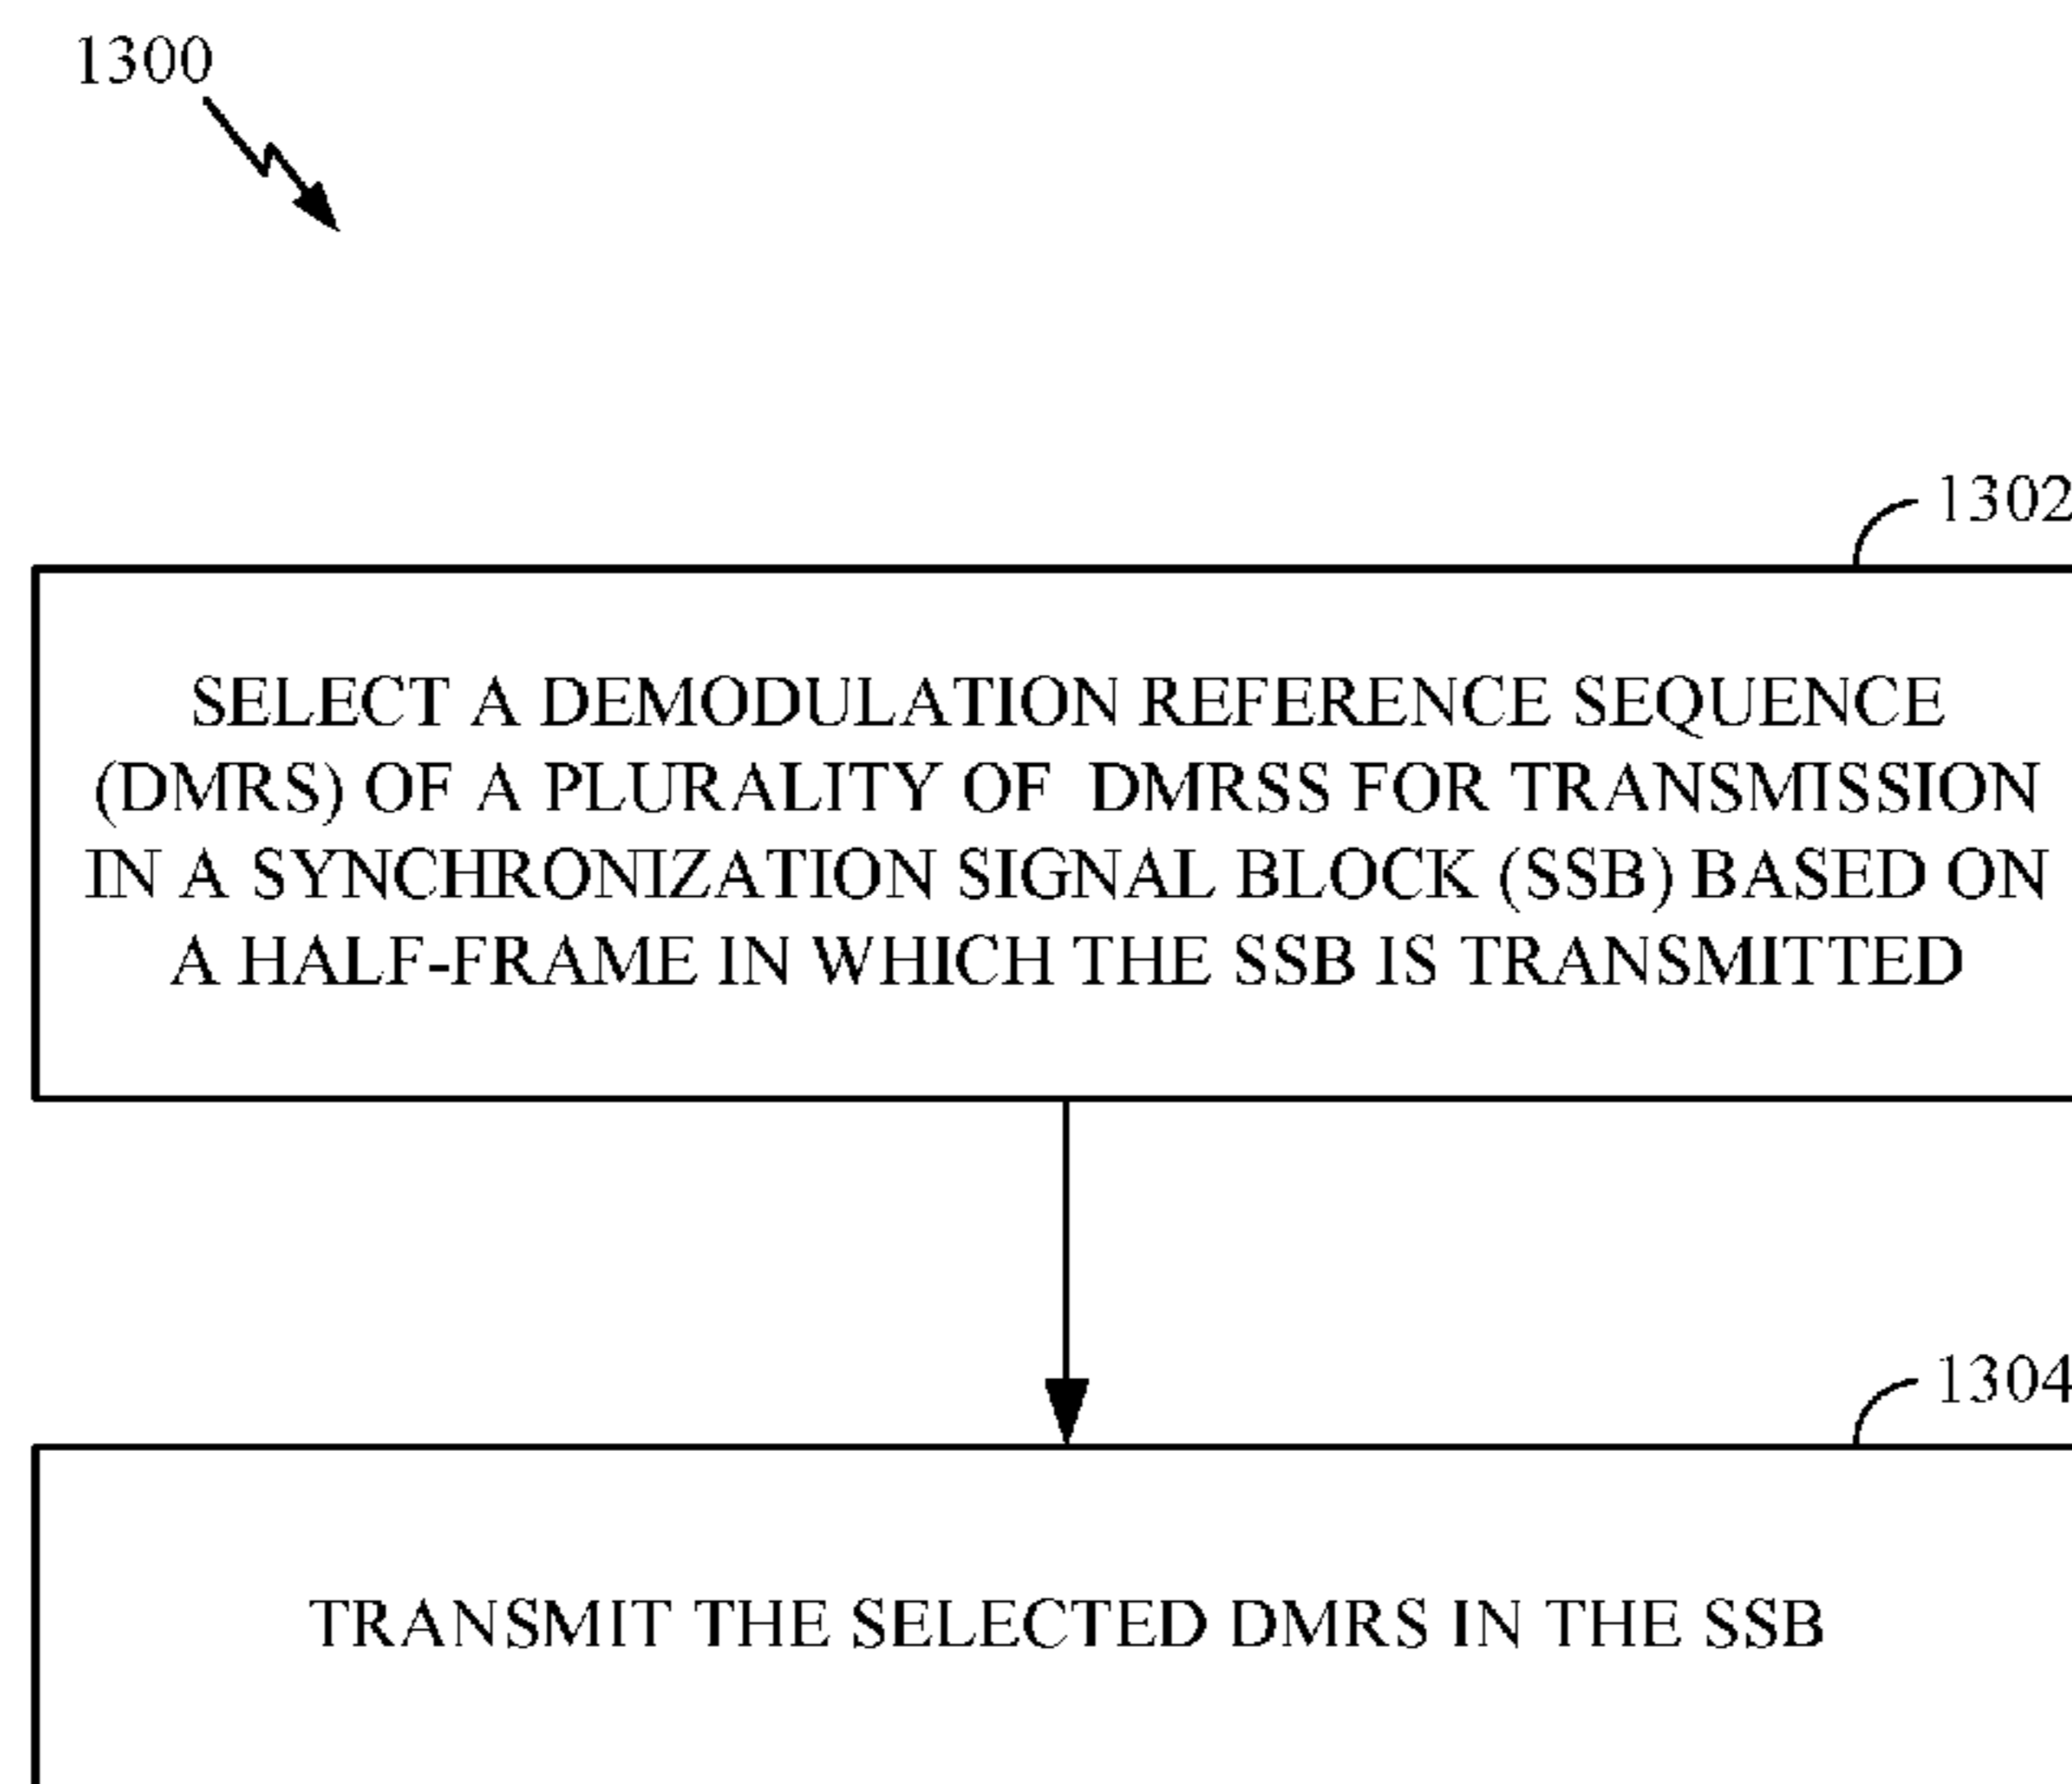 1300
1302
SELECT A DEMODULATION REFERENCE SEQUENCE
(DMRS) OF A PLURALITY OF DMRSS FOR TRANSMISSION
IN A SYNCHRONIZATION SIGNAL BLOCK (SSB) BASED ON
A HALF-FRAME IN WHICH THE SSB IS TRANSMITTED
1304
TRANSMIT THE SELECTED DMRS IN THE SSB